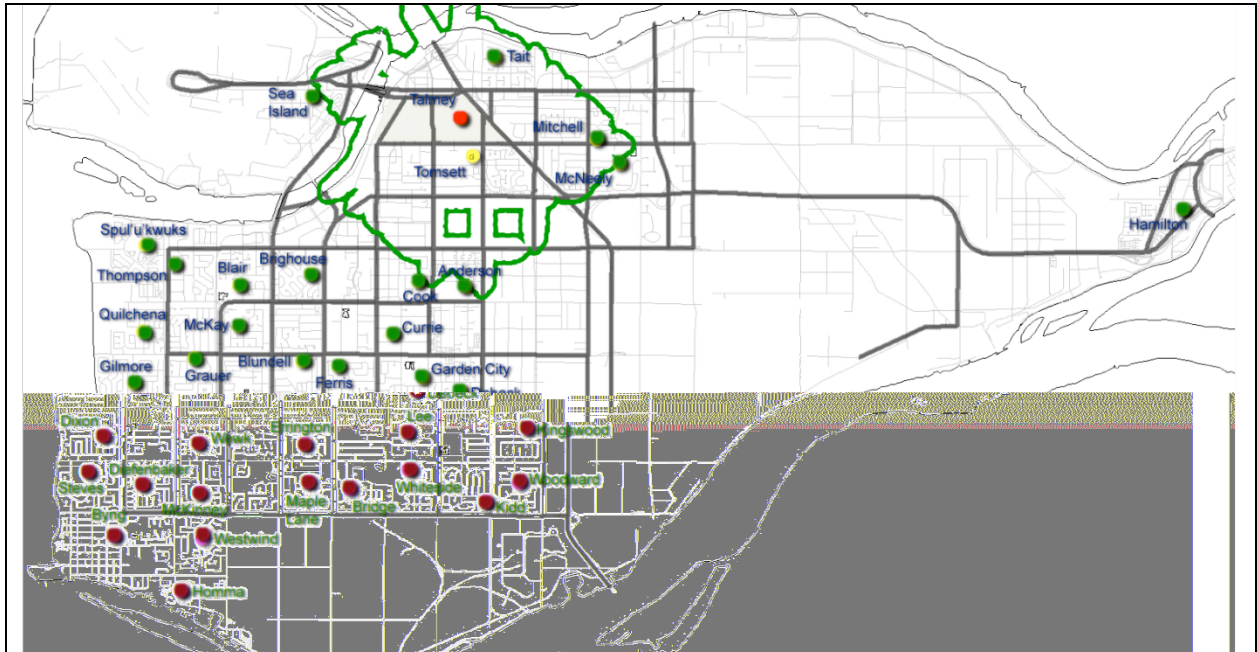 Tait
Sea
Island
Talmey
Mitchell
Tomsett
McNeely
Hamilton
Spul'u'kwuks
Thompson
Blair
Brighouse
Anderson
Cook
Quilchena
McKay
Currie
Gilmore
Grauer
Blundell
Ferris
Garden City
Debeck
Dixon
Wowk
Errington
Lee
Kingswood
Diefenbaker
Steves
McKinney
Maple
Lane
Bridge
Whiteside
Woodward
Kidd
Byng
Westwind
Homma